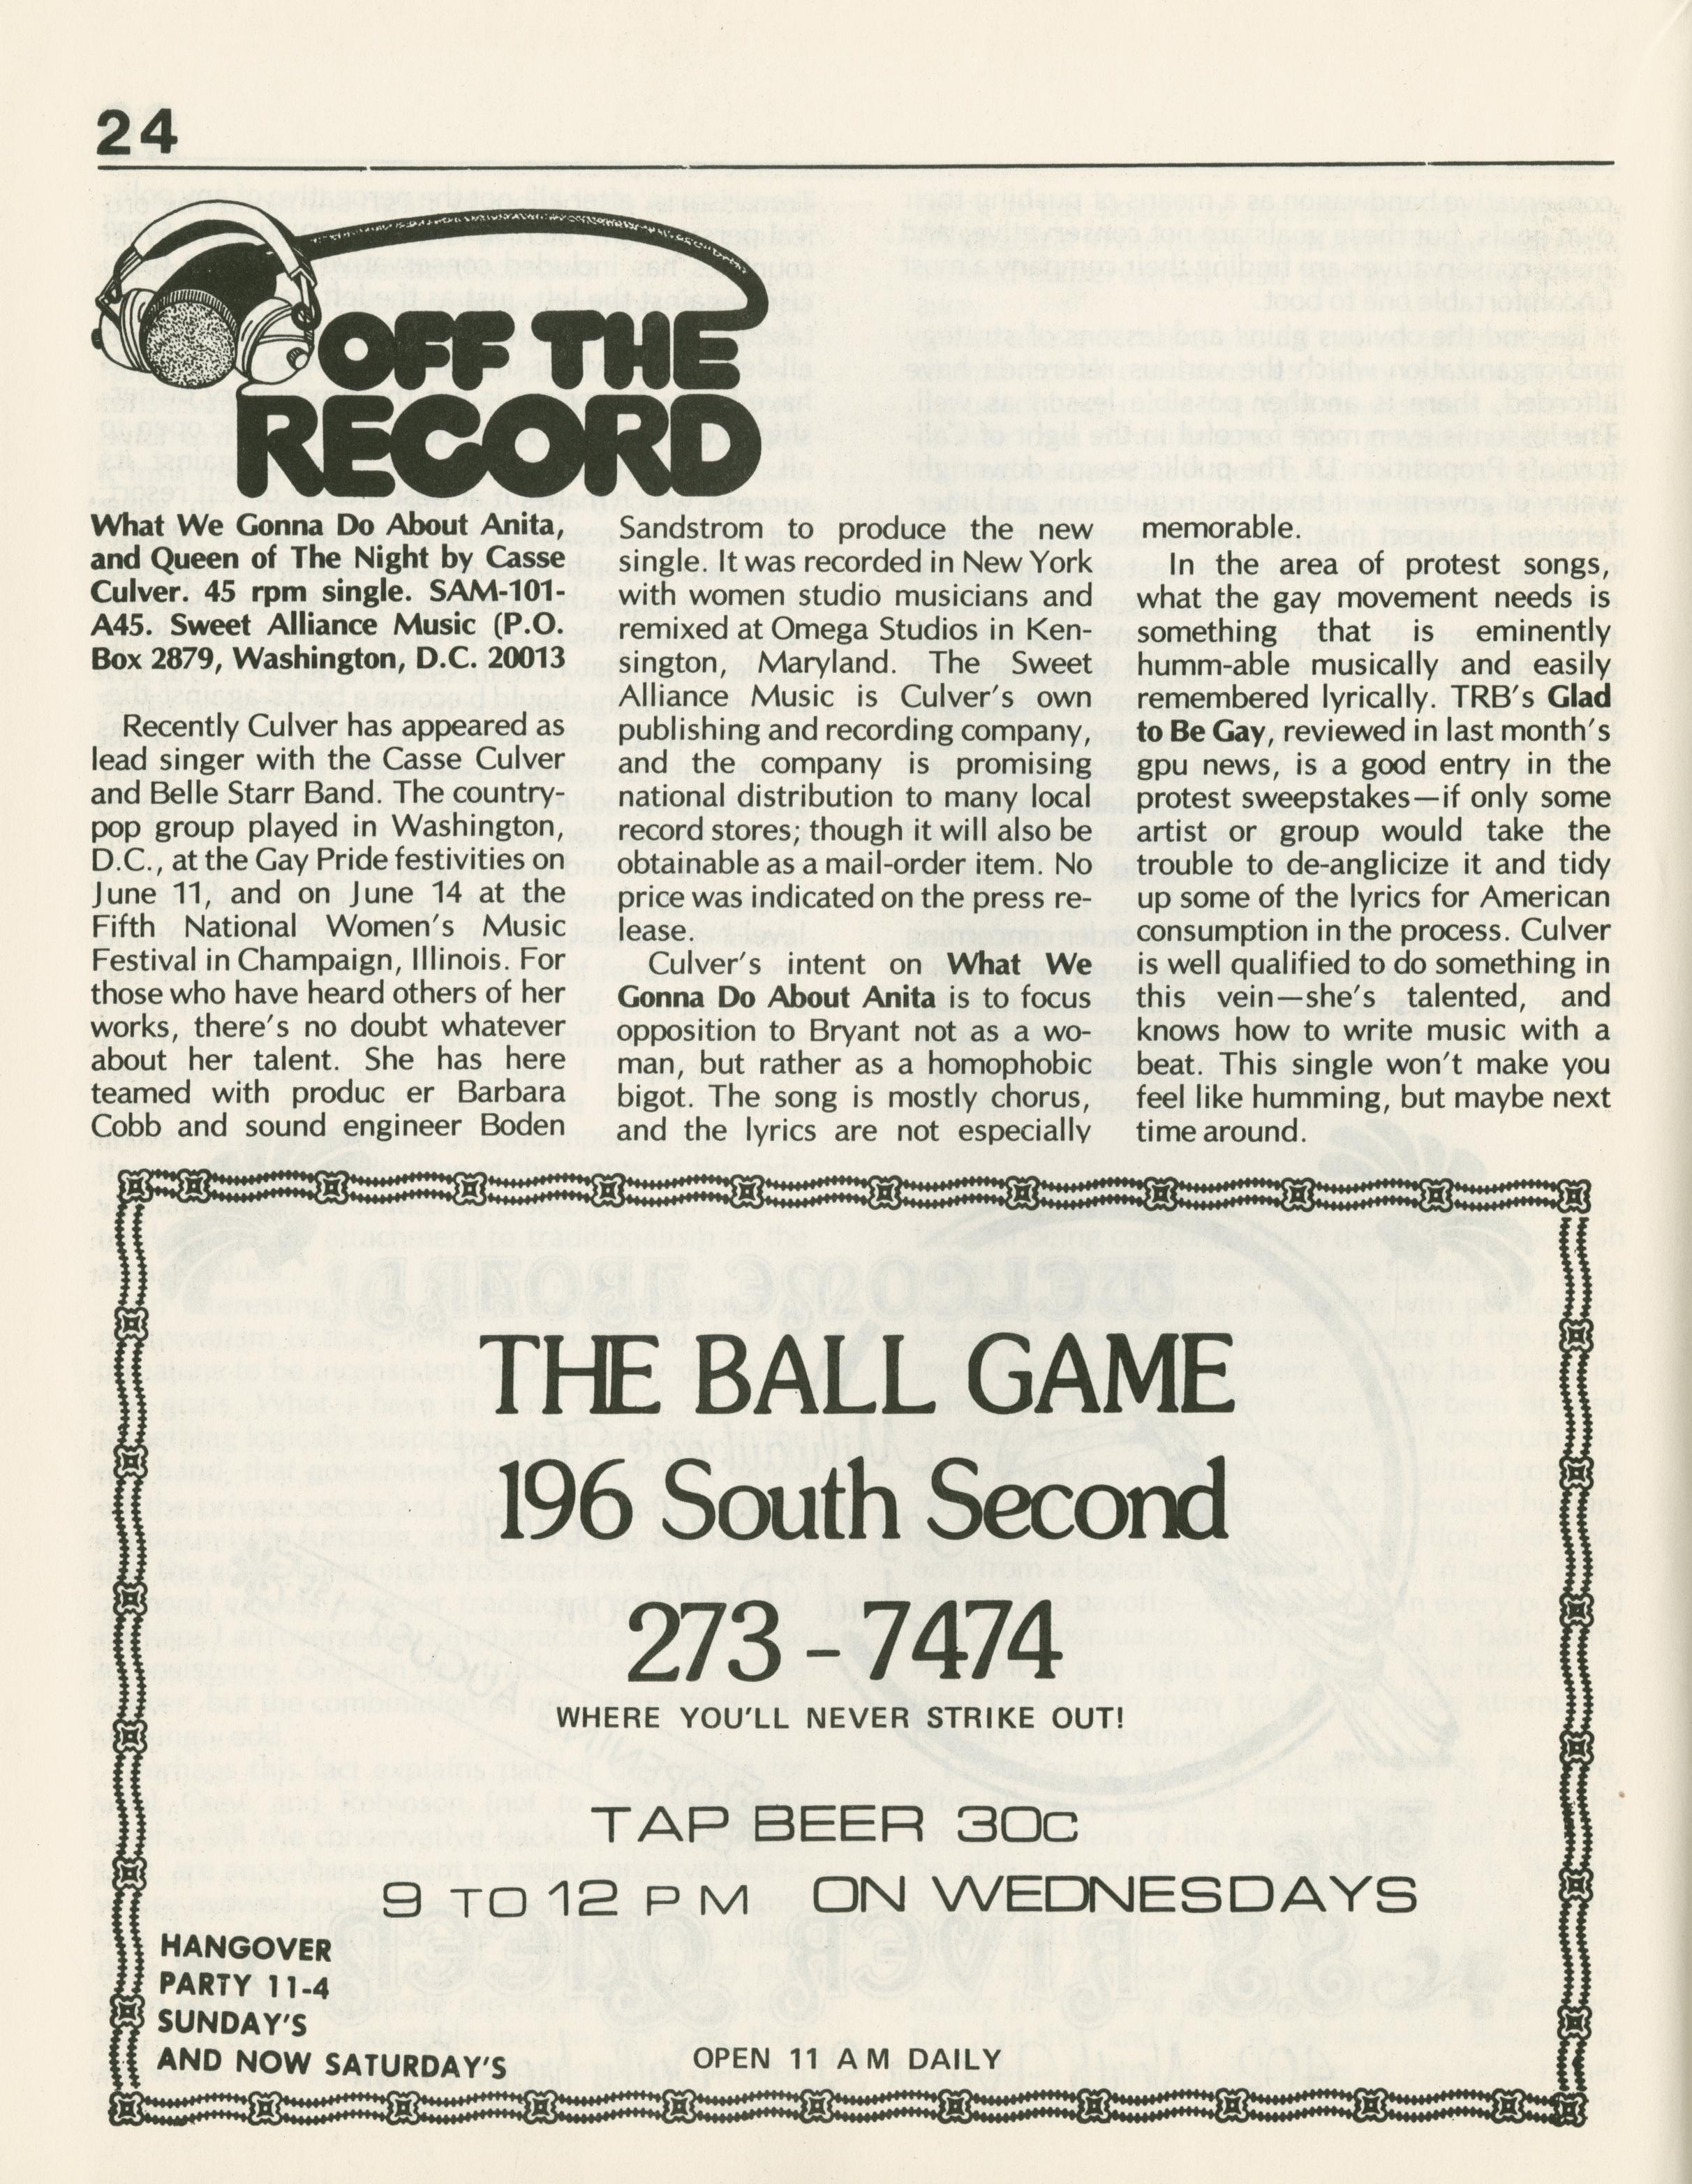 24
OFF THE
RECORD
What We Gonna Do About Anita,
and Queen of The Night by Casse
Culver. 45 rpm single. SAM-101-
A45. Sweet Alliance Music (P.O.
Box 2879, Washington, D.C. 20013
Recently Culver has appeared as
lead singer with the Casse Culver
and Belle Starr Band. The country-
pop group played in Washington,
D.C., at the Gay Pride festivities on
June 11, and on June 14 at the
Fifth National Women's Music
Festival in Champaign, Illinois. For
those who have heard others of her
works, there's no doubt whatever
about her talent. She has here
teamed with produc er Barbara
Cobb and sound engineer Boden
Sandstrom to produce the new
single. It was recorded in New York
with women studio musicians and
remixed at Omega Studios in Ken-
sington, Maryland. The Sweet
Alliance Music is Culver's own
publishing and recording company,
and the company is promising
national distribution to many local
record stores; though it will also be
obtainable as a mail-order item. No
price was indicated on the press re-
lease.
Culver's intent on What We
Gonna Do About Anita is to focus
opposition to Bryant not as a wo-
man, but rather as a homophobic
bigot. The song is mostly chorus,
and the lyrics are not especially
memorable.
In the area of protest songs,
what the gay movement needs is
something that is eminently
humm-able musically and easily
remembered lyrically. TRB's Glad
to Be Gay, reviewed in last month's
gpu news, is a good entry in the
protest sweepstakes—if only some
artist or group would take the
trouble to de-anglicize it and tidy
up some of the lyrics for American
consumption in the process. Culver
is well qualified to do something in
this vein—she's talented, and
knows how to write music with a
beat. This single won't make you
feel like humming, but maybe next
time around.
THE BALL GAME
196 South Second
273-7474
WHERE YOU'LL NEVER STRIKE OUT!
TAP BEER 30c
9 TO 12 PM ON WEDNESDAYS
HANGOVER
PARTY 11-4
SUNDAY'S
AND NOW SATURDAY'S
OPEN 11 AM DAILY